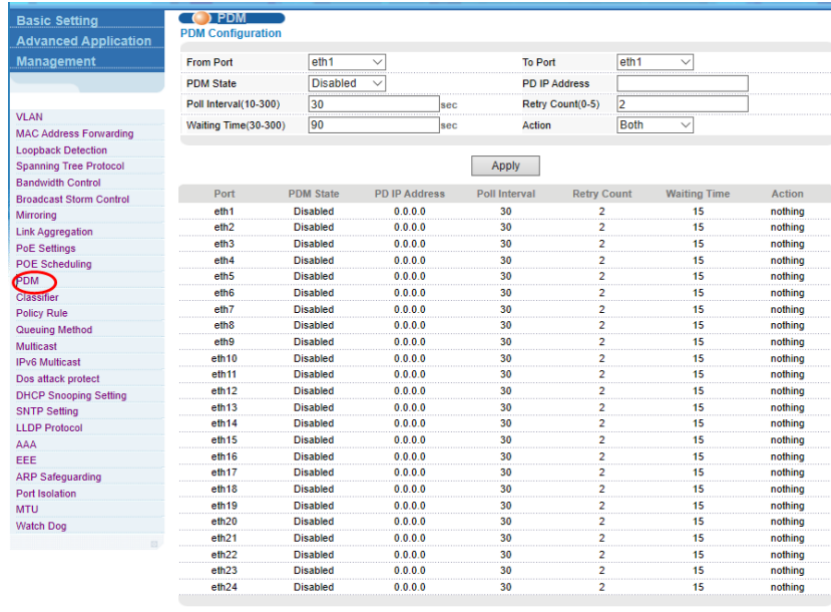 Basic Setting
Advanced Application
Management
VLAN
MAC Address Forwarding
Loopback Detection
Spanning Tree Protocol
Bandwidth Control
Broadcast Storm Control
Mirroring
Link Aggregation
PoE Settings
POE Scheduling
PDM
Classifier
Policy Rule
Queuing Method
Multicast
IPv6 Multicast
Dos attack protect
DHCP Snooping Setting
SNTP Setting
LLDP Protocol
AAA
EEE
ARP Safeguarding
Port Isolation
MTU
Watch Dog
PDM
PDM Configuration
From Port eth1 To Port eth1
PDM State Disabled PD IP Address
Poll Interval(10-300) 30 sec Retry Count(0-5) 2
Waiting Time(30-300) 90 sec Action Both
Apply
Port PDM State PD IP Address Poll Interval Retry Count Waiting Time Action
eth1 Disabled 0.0.0.0 30 2 15 nothing
eth2 Disabled 0.0.0.0 30 2 15 nothing
eth3 Disabled 0.0.0.0 30 2 15 nothing
eth4 Disabled 0.0.0.0 30 2 15 nothing
eth5 Disabled 0.0.0.0 30 2 15 nothing
eth6 Disabled 0.0.0.0 30 2 15 nothing
eth7 Disabled 0.0.0.0 30 2 15 nothing
eth8 Disabled 0.0.0.0 30 2 15 nothing
eth9 Disabled 0.0.0.0 30 2 15 nothing
eth10 Disabled 0.0.0.0 30 2 15 nothing
eth11 Disabled 0.0.0.0 30 2 15 nothing
eth12 Disabled 0.0.0.0 30 2 15 nothing
eth13 Disabled 0.0.0.0 30 2 15 nothing
eth14 Disabled 0.0.0.0 30 2 15 nothing
eth15 Disabled 0.0.0.0 30 2 15 nothing
eth16 Disabled 0.0.0.0 30 2 15 nothing
eth17 Disabled 0.0.0.0 30 2 15 nothing
eth18 Disabled 0.0.0.0 30 2 15 nothing
eth19 Disabled 0.0.0.0 30 2 15 nothing
eth20 Disabled 0.0.0.0 30 2 15 nothing
eth21 Disabled 0.0.0.0 30 2 15 nothing
eth22 Disabled 0.0.0.0 30 2 15 nothing
eth23 Disabled 0.0.0.0 30 2 15 nothing
eth24 Disabled 0.0.0.0 30 2 15 nothing